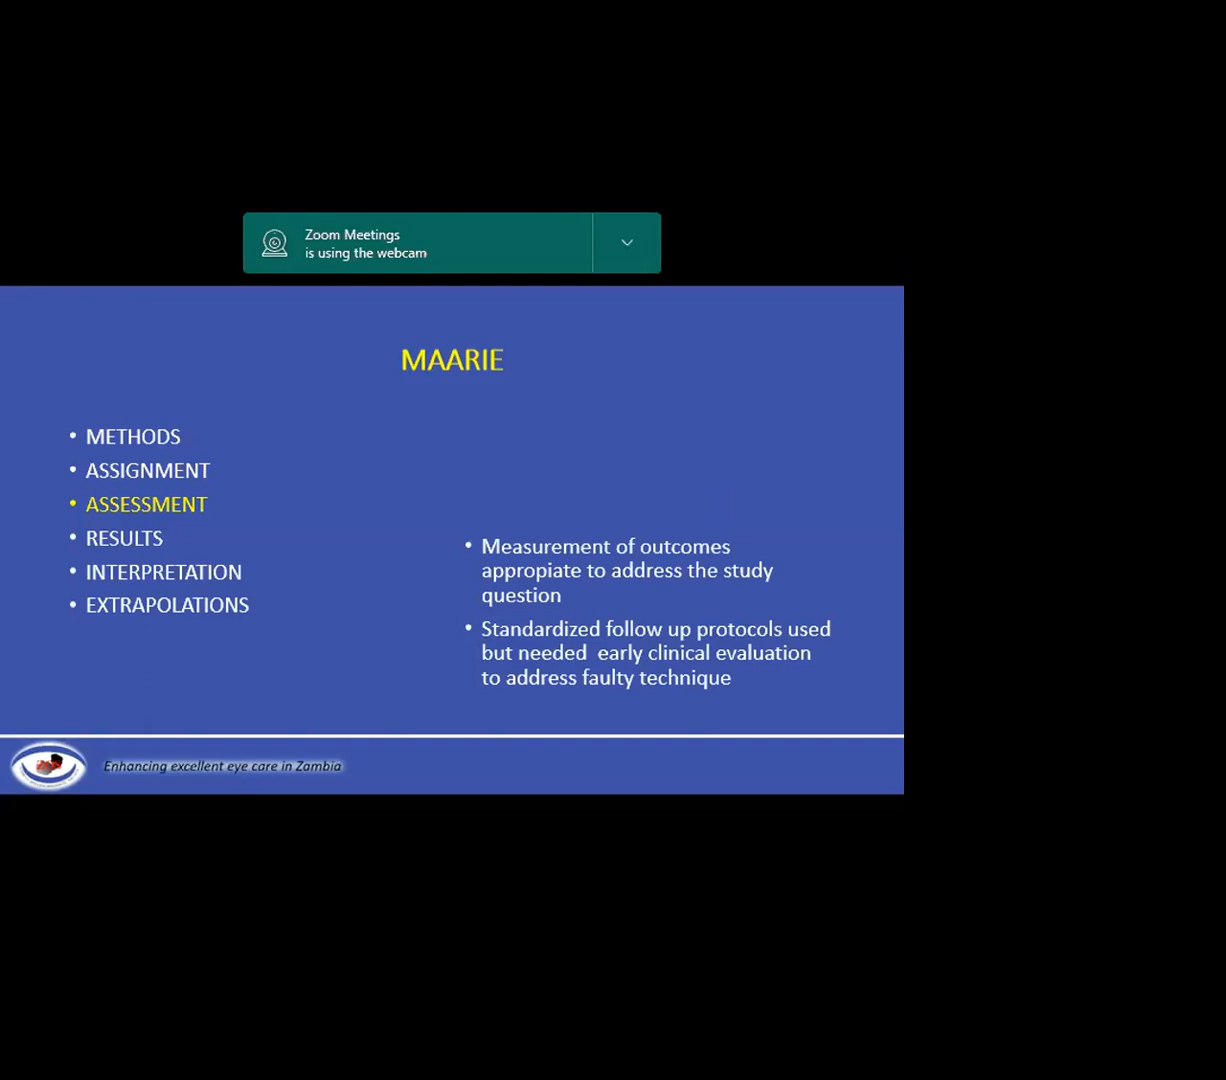 Zoom Meetings
is using the webcam
MAARIE
• METHODS
• ASSIGNMENT
• ASSESSMENT
• RESULTS
• INTERPRETATION
• EXTRAPOLATIONS
• Measurement of outcomes
appropiate to address the study
question
• Standardized follow up protocols used
but needed early clinical evaluation
to address faulty technique
Enhancing excellent eye care in Zambia